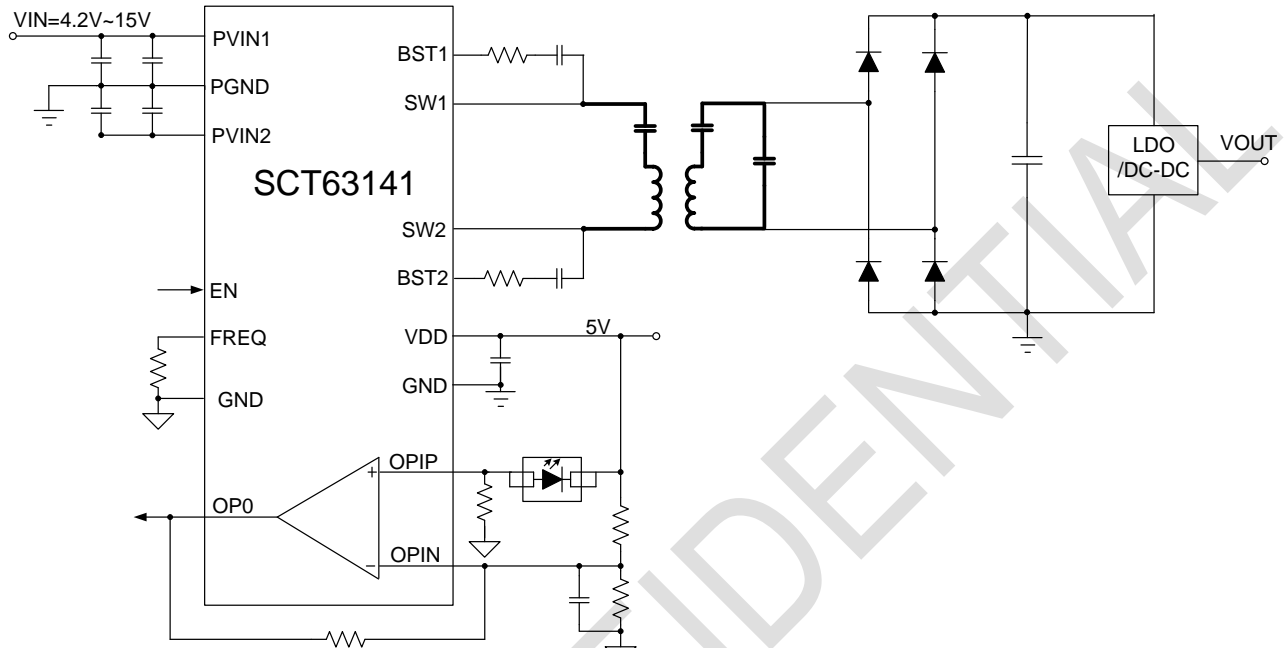 VIN=4.2V~15V
PVIN1
PGND
PVIN2
SCT63141
BST1
SW1
SW2
BST2
EN
FREQ
GND
VDD
GND
5V
OPIP
OP0
OPIN
+
−
LDO
/DC-DC
VOUT
FIDENTIAL